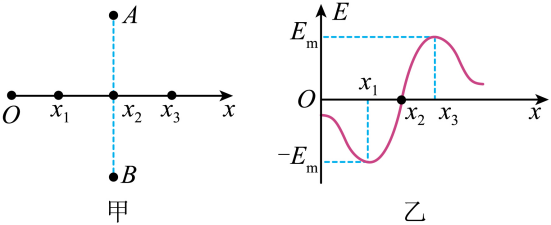 A
O x₁ x₂ x₃ x
B
甲
E
Eₘ
x₁
O x₂ x₃ x
−Eₘ
乙